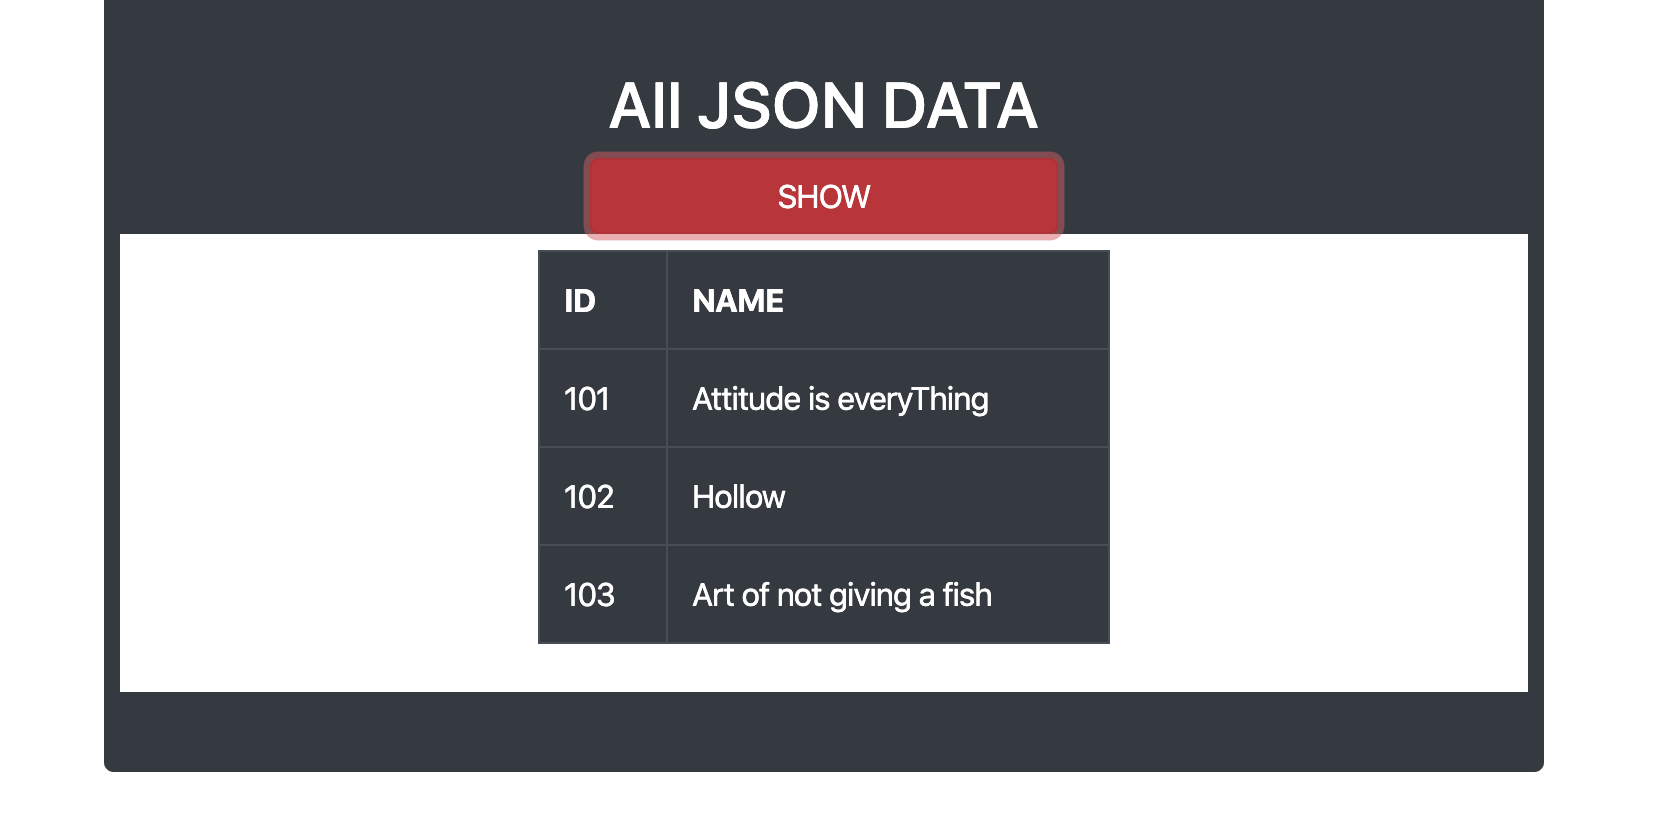 All JSON DATA
SHOW
ID NAME
101 Attitude is everyThing
102 Hollow
103 Art of not giving a fish